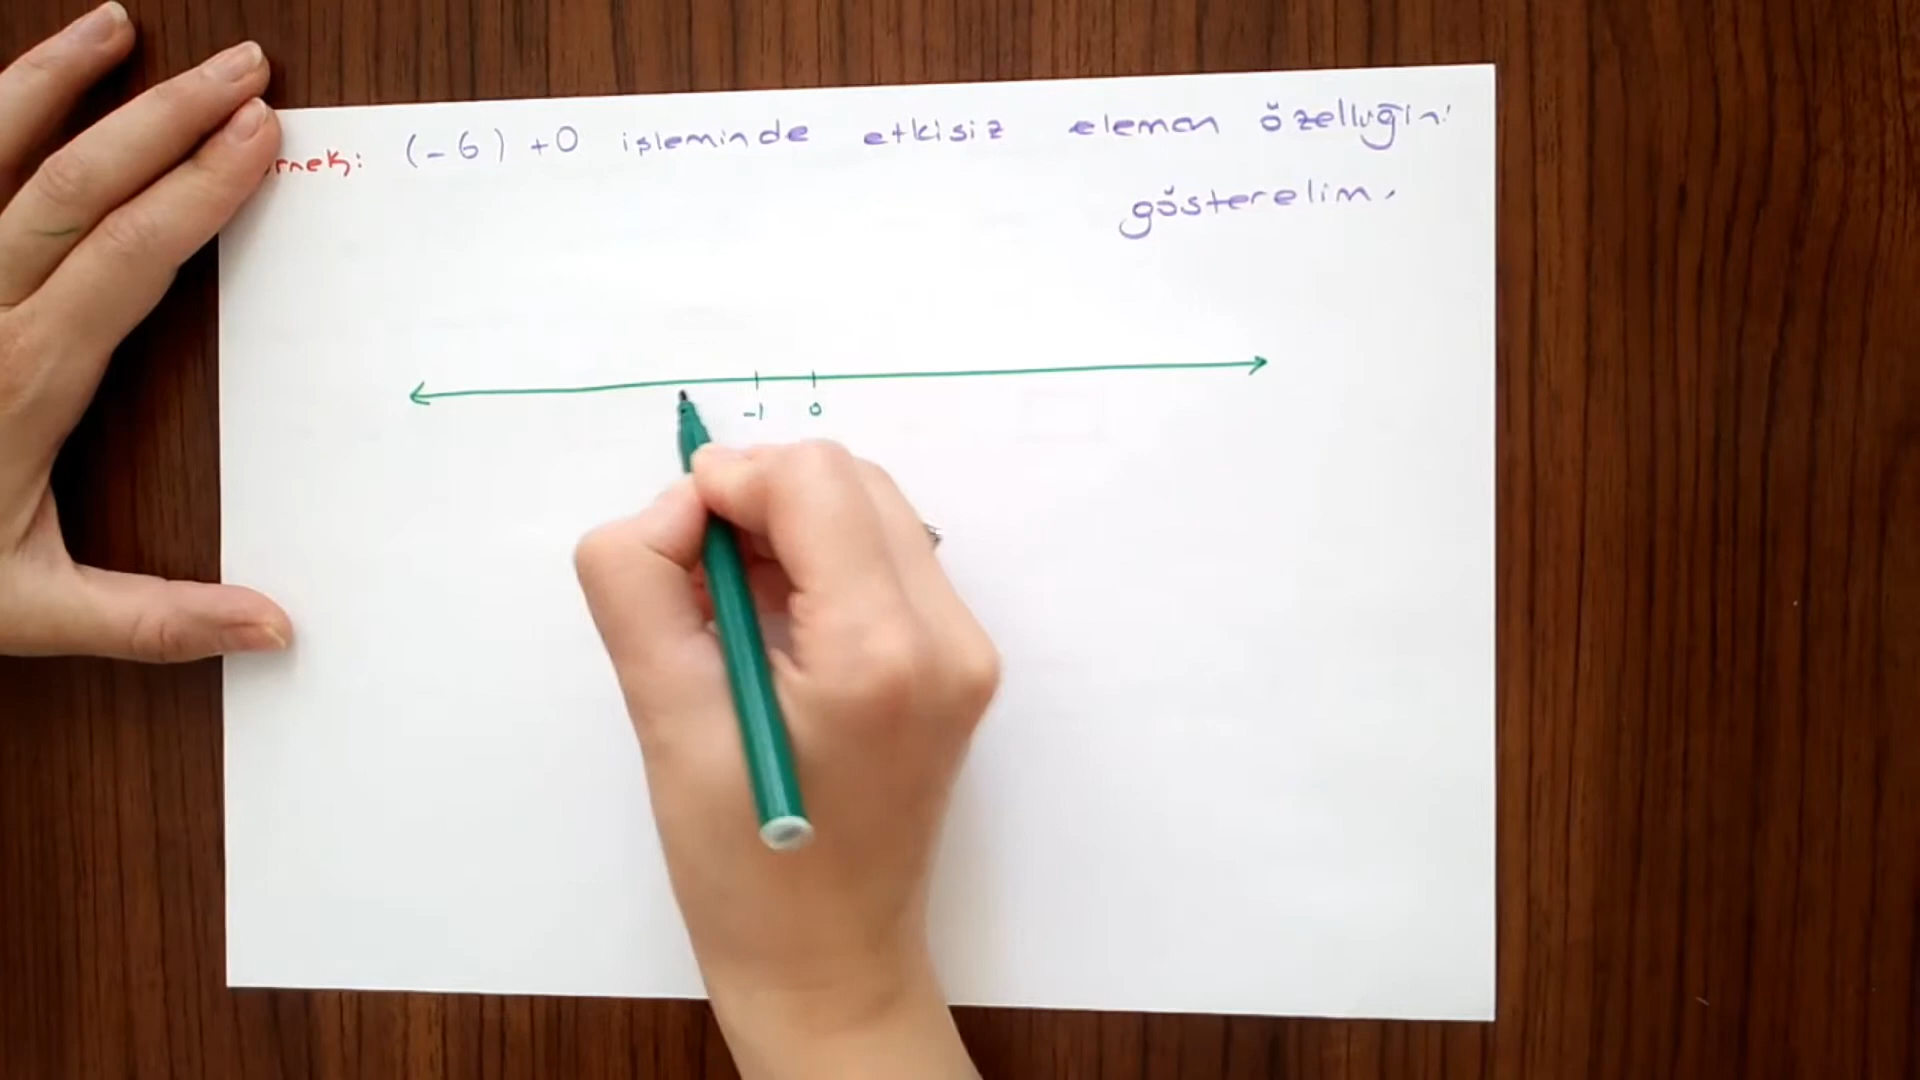 rnek: (-6) +0 işleminde etkisiz eleman özelliğini
gösterelim.
-1 0